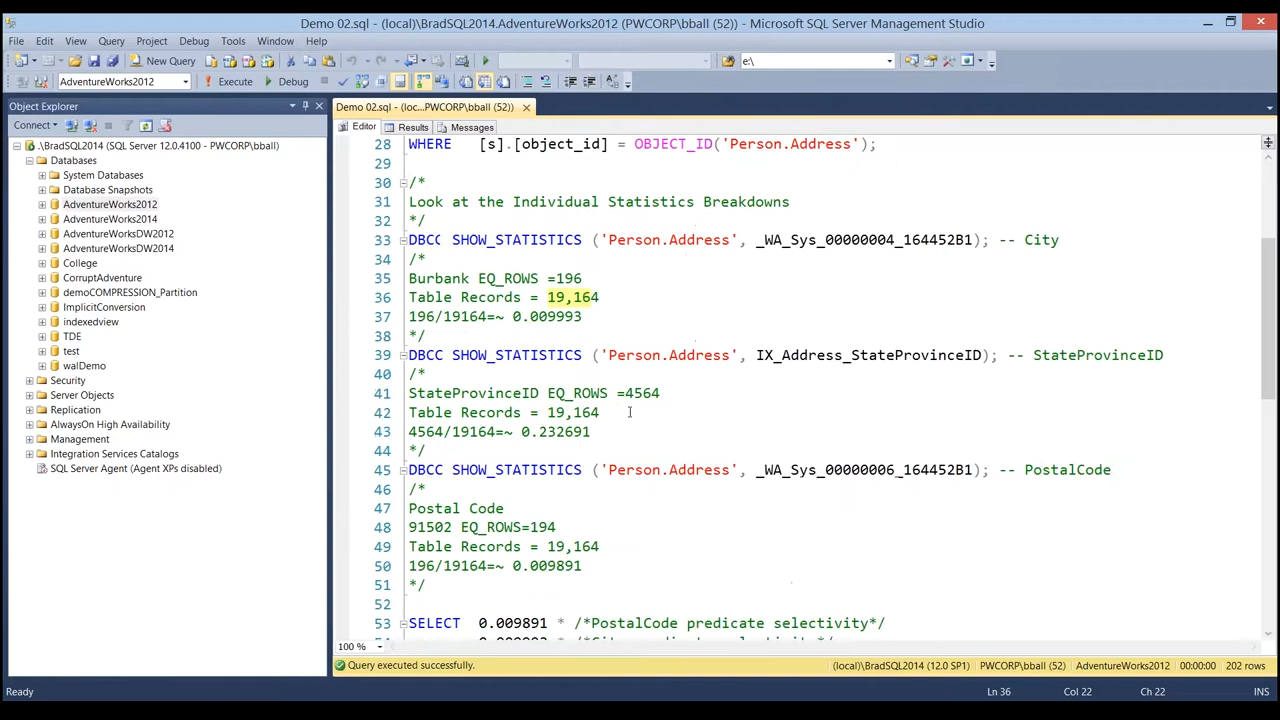 Demo 02.sql - (local)\BradSQL2014.AdventureWorks2012 (PWCORP\bball (52)) - Microsoft SQL Server Management Studio
File Edit View Query Project Debug Tools Window Help
New Query e:\
AdventureWorks2012 Execute Debug
Object Explorer
Connect
.\BradSQL2014 (SQL Server 12.0.4100 - PWCORP\bball)
Databases
System Databases
Database Snapshots
AdventureWorks2012
AdventureWorks2014
AdventureWorksDW2012
AdventureWorksDW2014
College
CorruptAdventure
demoCOMPRESSION_Partition
ImplicitConversion
indexedview
TDE
test
walDemo
Security
Server Objects
Replication
AlwaysOn High Availability
Management
Integration Services Catalogs
SQL Server Agent (Agent XPs disabled)
Demo 02.sql - (loc...PWCORP\bball (52))
Editor Results Messages
28 WHERE [s].[object_id] = OBJECT_ID('Person.Address');
29
30 /*
31 Look at the Individual Statistics Breakdowns
32 */
33 DBCC SHOW_STATISTICS ('Person.Address', _WA_Sys_00000004_164452B1); -- City
34 /*
35 Burbank EQ_ROWS =196
36 Table Records = 19,164
37 196/19164=~ 0.009993
38 */
39 DBCC SHOW_STATISTICS ('Person.Address', IX_Address_StateProvinceID); -- StateProvinceID
40 /*
41 StateProvinceID EQ_ROWS =4564
42 Table Records = 19,164
43 4564/19164=~ 0.232691
44 */
45 DBCC SHOW_STATISTICS ('Person.Address', _WA_Sys_00000006_164452B1); -- PostalCode
46 /*
47 Postal Code
48 91502 EQ_ROWS=194
49 Table Records = 19,164
50 196/19164=~ 0.009891
51 */
52
53 SELECT 0.009891 * /*PostalCode predicate selectivity*/
100 %
Query executed successfully. (local)\BradSQL2014 (12.0 SP1) PWCORP\bball (52) AdventureWorks2012 00:00:00 202 rows
Ready Ln 36 Col 22 Ch 22 INS